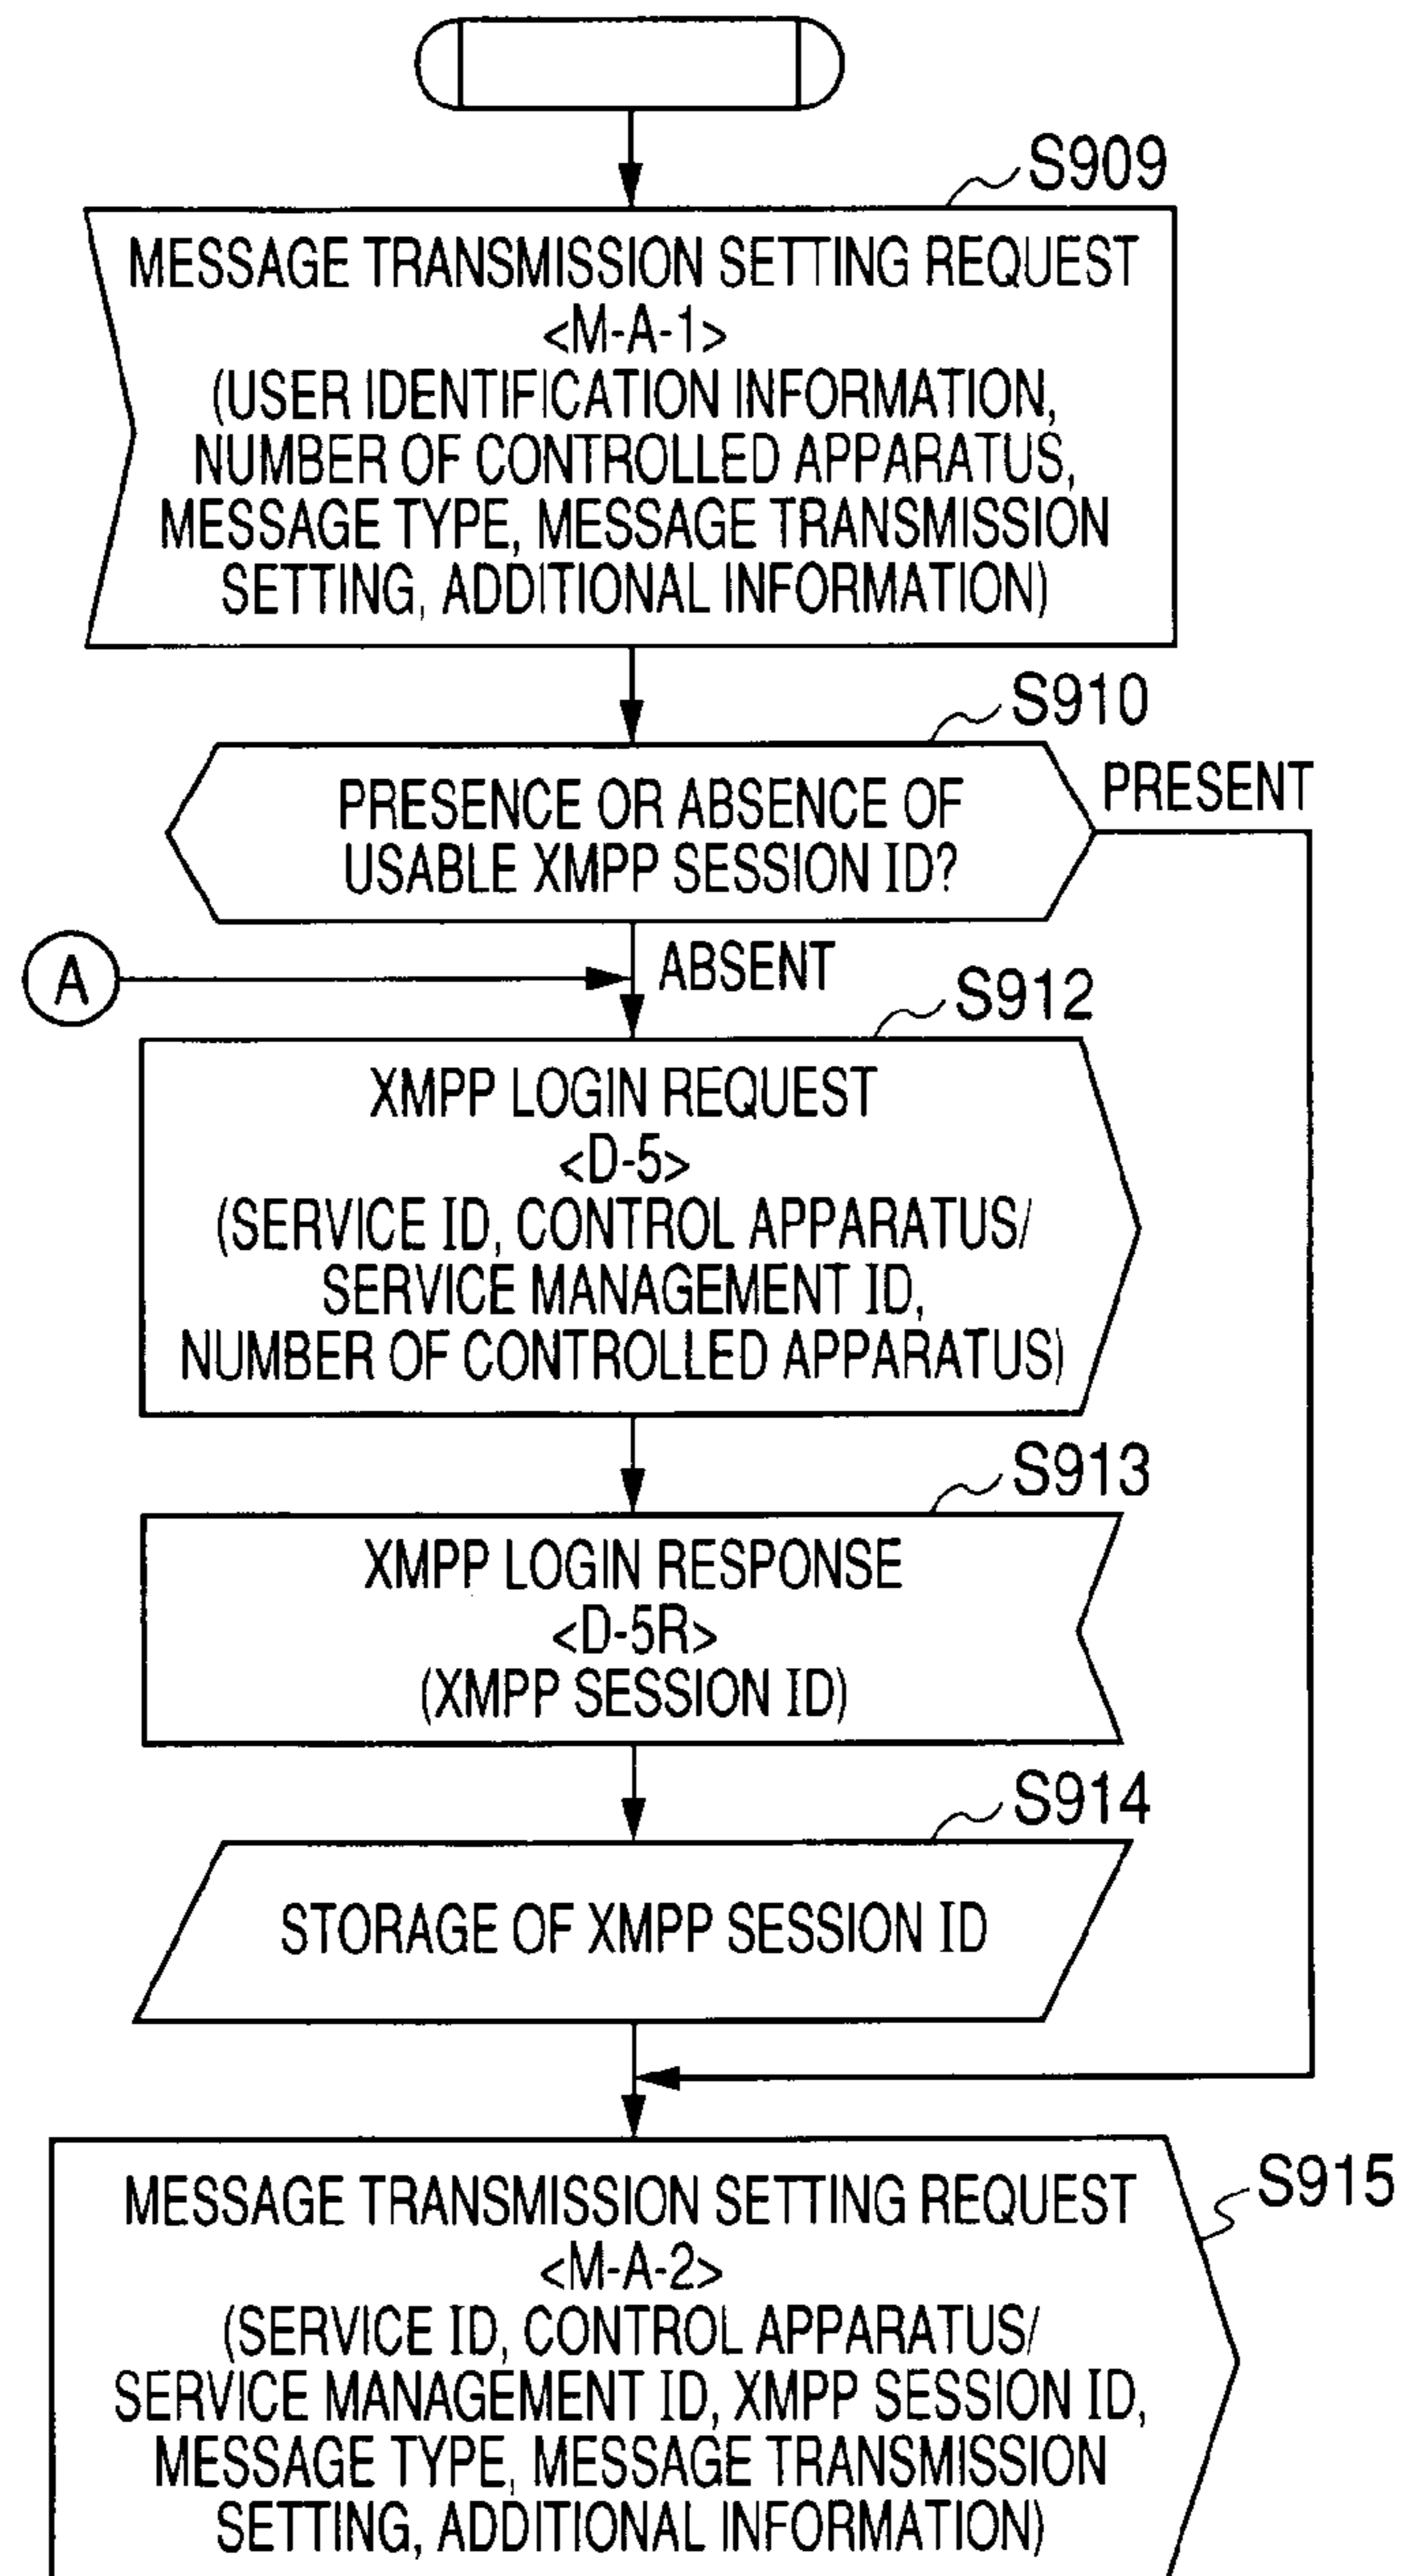 S909
MESSAGE TRANSMISSION SETTING REQUEST
<M-A-1>
(USER IDENTIFICATION INFORMATION,
NUMBER OF CONTROLLED APPARATUS,
MESSAGE TYPE, MESSAGE TRANSMISSION
SETTING, ADDITIONAL INFORMATION)
S910
PRESENCE OR ABSENCE OF
USABLE XMPP SESSION ID?
PRESENT
A
ABSENT
S912
XMPP LOGIN REQUEST
<D-5>
(SERVICE ID, CONTROL APPARATUS/
SERVICE MANAGEMENT ID,
NUMBER OF CONTROLLED APPARATUS)
S913
XMPP LOGIN RESPONSE
<D-5R>
(XMPP SESSION ID)
S914
STORAGE OF XMPP SESSION ID
S915
MESSAGE TRANSMISSION SETTING REQUEST
<M-A-2>
(SERVICE ID, CONTROL APPARATUS/
SERVICE MANAGEMENT ID, XMPP SESSION ID,
MESSAGE TYPE, MESSAGE TRANSMISSION
SETTING, ADDITIONAL INFORMATION)